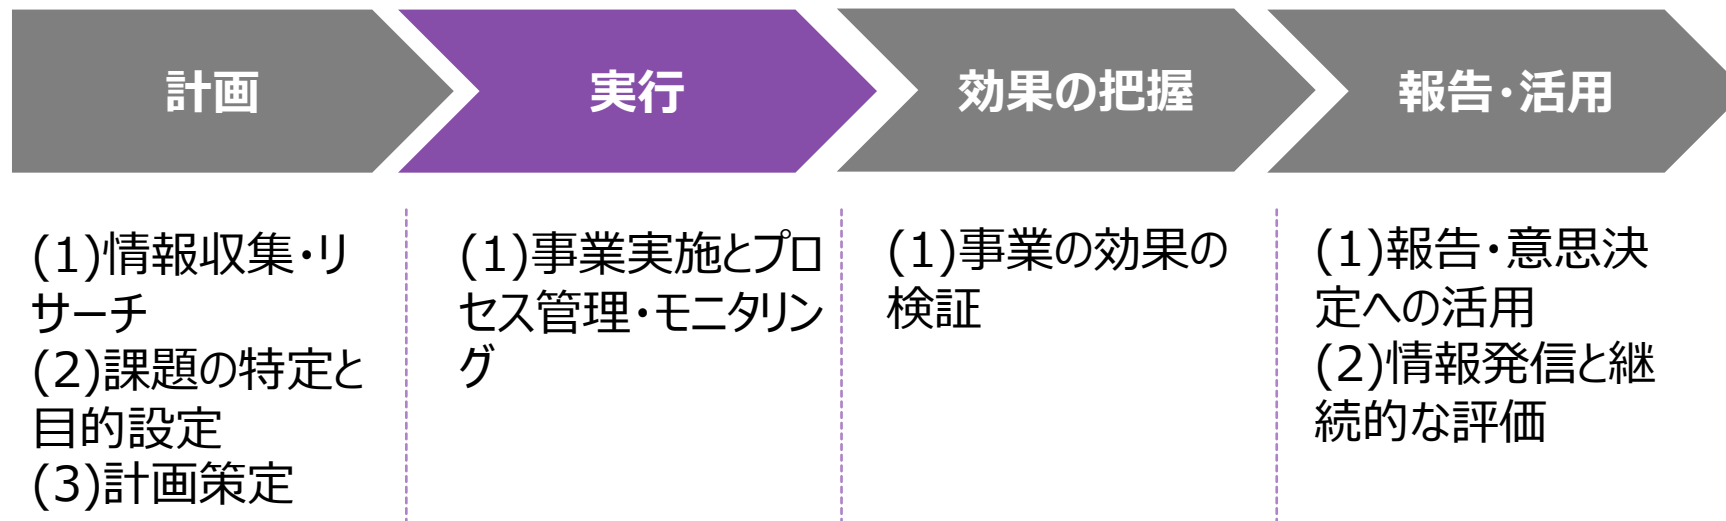 計画
実行
効果の把握
報告・活用
(1)情報収集・リ
サーチ
(2)課題の特定と
目的設定
(3)計画策定
(1)事業実施とプロ
セス管理・モニタリン
グ
(1)事業の効果の
検証
(1)報告・意思決
定への活用
(2)情報発信と継
続的な評価